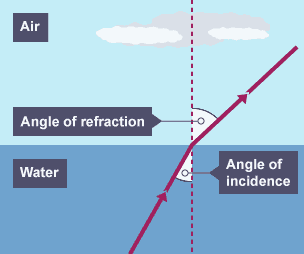 Air
Angle of refraction
Water
Angle of
incidence